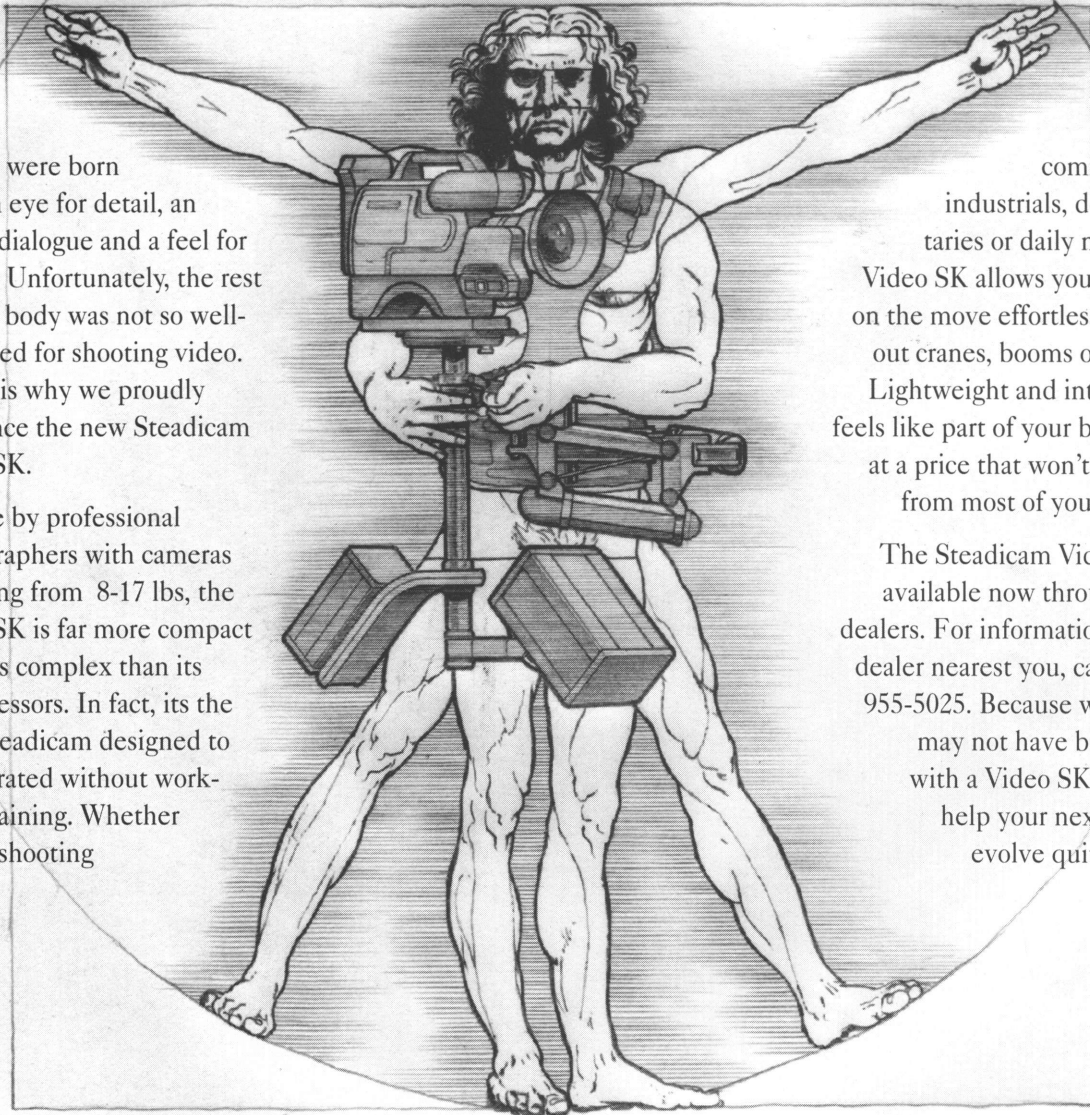 were born
eye for detail, an
dialogue and a feel for
Unfortunately, the rest
body was not so well-
ed for shooting video.
is why we proudly
nce the new Steadicam
SK.
e by professional
raphers with cameras
ng from 8-17 lbs, the
SK is far more compact
s complex than its
essors. In fact, its the
teadicam designed to
rated without work-
aining. Whether
shooting
com
industrials, d
taries or daily n
Video SK allows you
on the move effortles
out cranes, booms o
Lightweight and int
feels like part of your b
at a price that won't
from most of you
The Steadicam Vid
available now throu
dealers. For informatio
dealer nearest you, ca
955-5025. Because w
may not have b
with a Video SK
help your nex
evolve qui